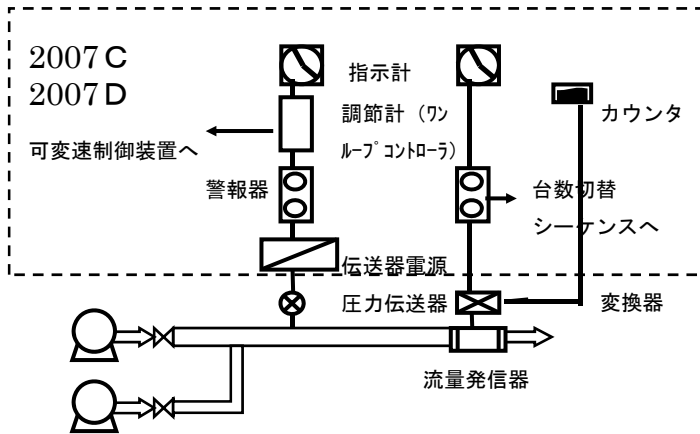 2007C
2007D
指示計
調節計（ワン
ﾙｰﾌﾟｺﾝﾄﾛｰﾗ）
カウンタ
可変速制御装置へ
警報器
台数切替
シーケンスへ
伝送器電源
圧力伝送器
変換器
流量発信器